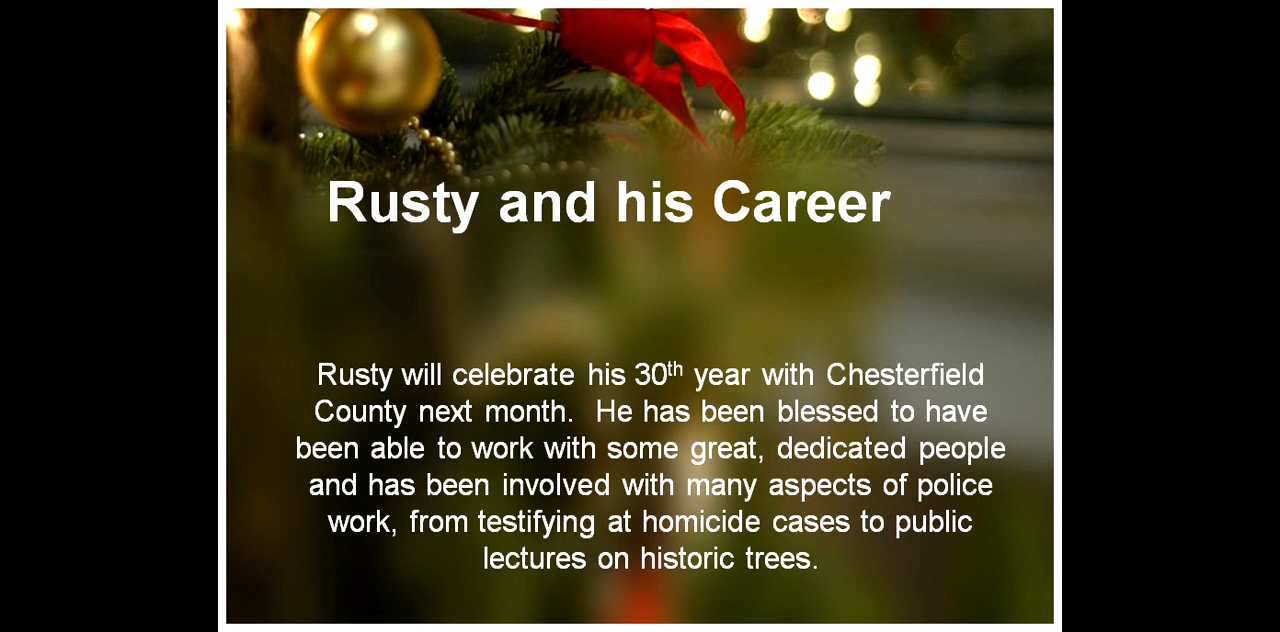 Rusty and his Career
Rusty will celebrate his 30th year with Chesterfield
County next month.  He has been blessed to have
been able to work with some great, dedicated people
and has been involved with many aspects of police
work, from testifying at homicide cases to public
lectures on historic trees.